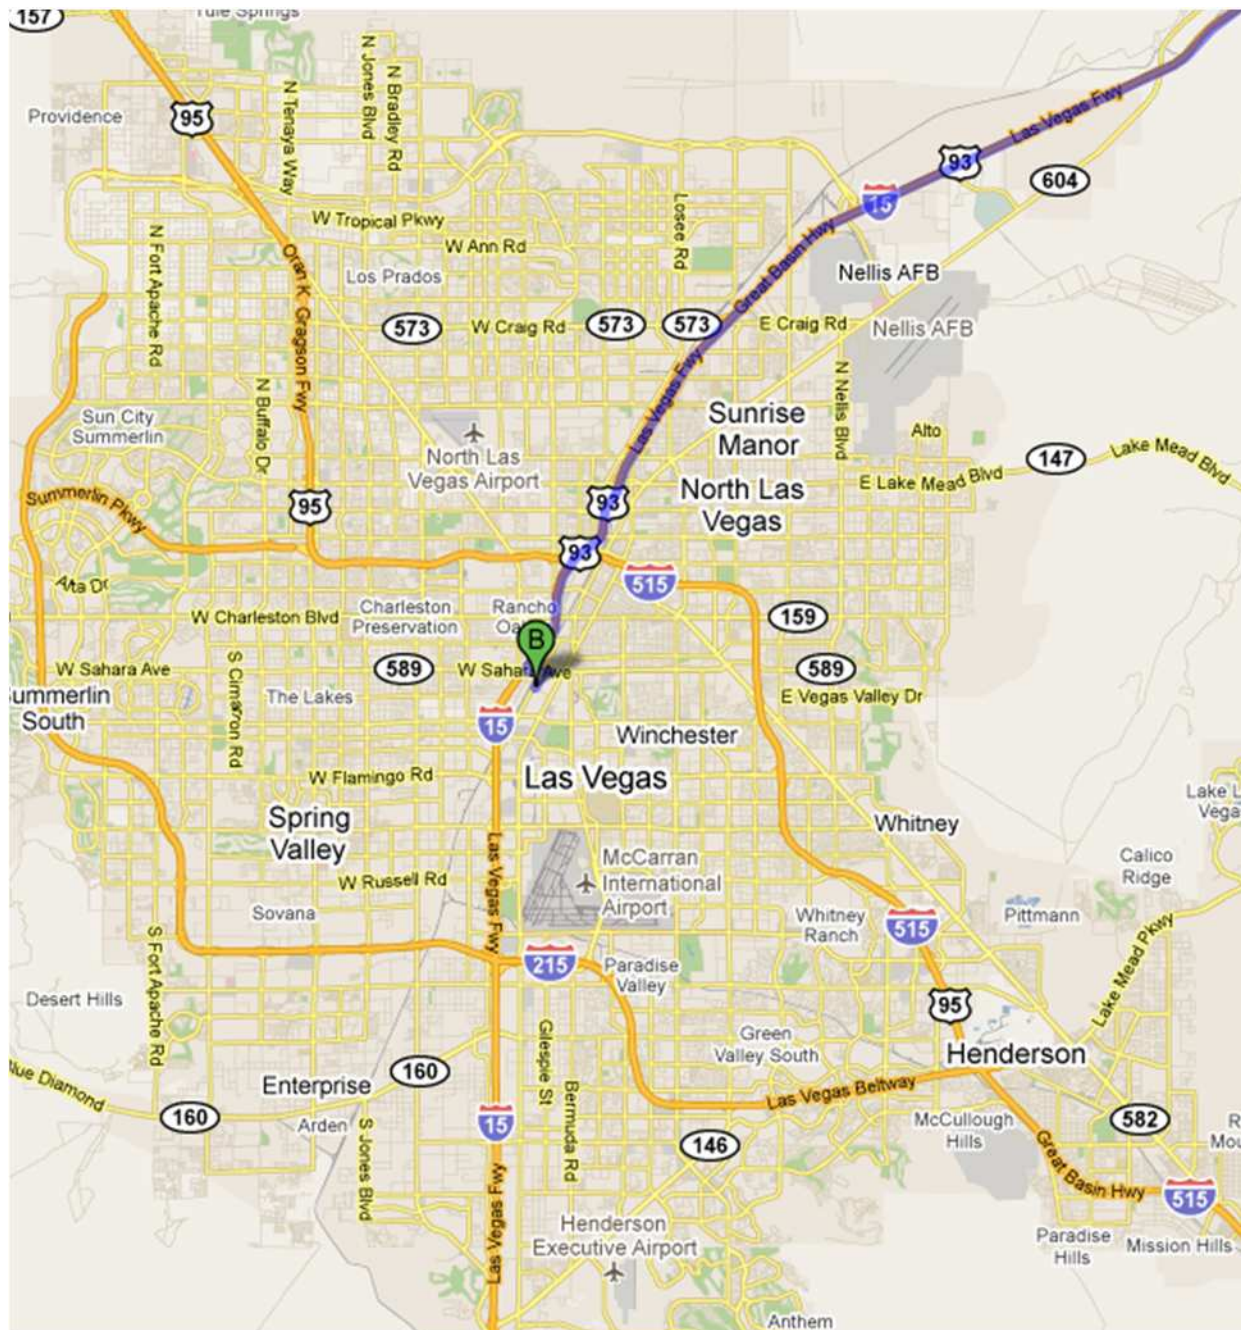 157
Tule Springs
N Jones Blvd
N Bradley Rd
N Tenaya Way
Providence
95
Las Vegas Fwy
93
604
15
W Tropical Pkwy
Losee Rd
W Ann Rd
N Fort Apache Rd
Oran K Gragson Fwy
Los Prados
Great Basin Hwy
Nellis AFB
573
W Craig Rd
573
573
E Craig Rd
Nellis AFB
Las Vegas Fwy
N Nellis Blvd
N Buffalo Dr
Sun City
Summerlin
Sunrise
Manor
Alto
North Las
Vegas Airport
147
Lake Mead Blvd
E Lake Mead Blvd
Summerlin Pkwy
95
93
North Las
Vegas
93
515
Alta Dr
W Charleston Blvd
Charleston
Preservation
Rancho
159
B
W Sahara Ave
589
W Sahara Ave
589
S Cimarron Rd
The Lakes
E Vegas Valley Dr
Summerlin
South
15
Winchester
W Flamingo Rd
Las Vegas
Spring
Valley
Whitney
Las Vegas Fwy
McCarran
International
Airport
Calico
Ridge
W Russell Rd
Sovana
Whitney
Ranch
515
Pittmann
S Fort Apache Rd
215
Paradise
Valley
Lake Mead Pkwy
Desert Hills
95
Gilespie St
Green
Valley South
Henderson
Blue Diamond
160
Enterprise
Bermuda Rd
Las Vegas Beltway
160
Arden
S Jones Blvd
15
146
McCullough
Hills
582
Great Basin Hwy
515
Las Vegas Fwy
Henderson
Executive Airport
Paradise
Hills
Mission Hills
Anthem